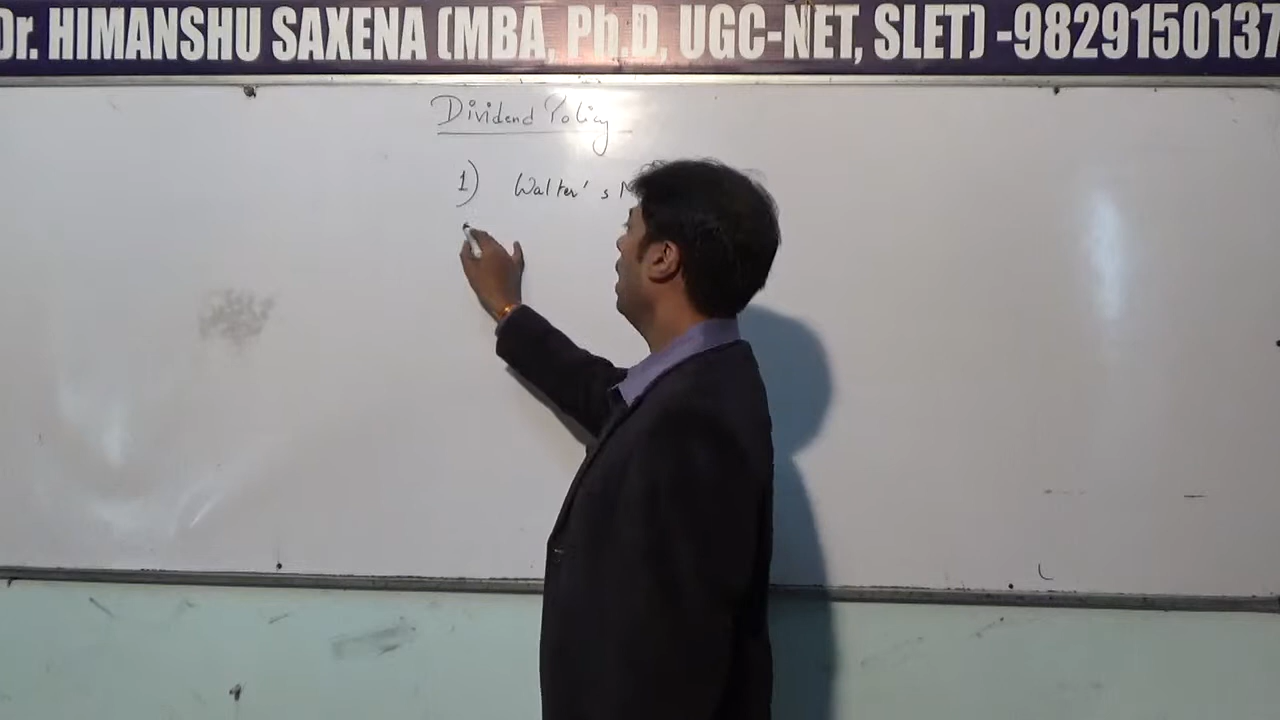 Dr. HIMANSHU SAXENA (MBA, Ph.D, UGC-NET, SLET) -9829150137
Dividend Policy
1) Walter's M